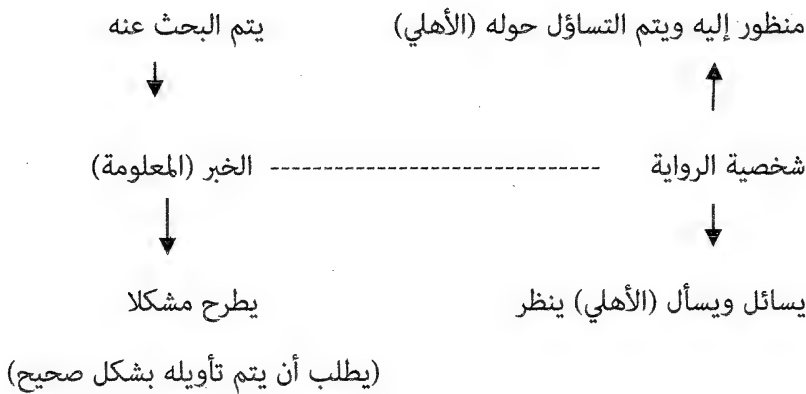 منظور إليه ويتم التساؤل حوله (الأهلي) يتم البحث عنه
شخصية الرواية ------------------------------ الخبر (المعلومة)
يسائل ويسأل (الأهلي) ينظر يطرح مشكلا
(يطلب أن يتم تأويله بشكل صحيح)